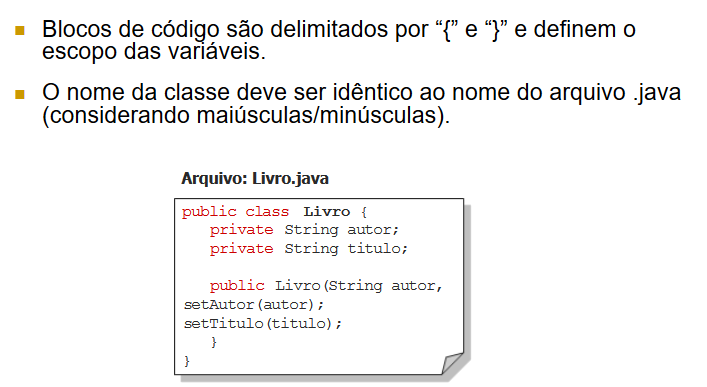 Blocos de código são delimitados por “{” e “}” e definem o
escopo das variáveis.
O nome da classe deve ser idêntico ao nome do arquivo .java
(considerando maiúsculas/minúsculas).
Arquivo: Livro.java
public class Livro {
private String autor;
private String titulo;
public Livro(String autor,
setAutor(autor);
setTitulo(titulo);
}
}